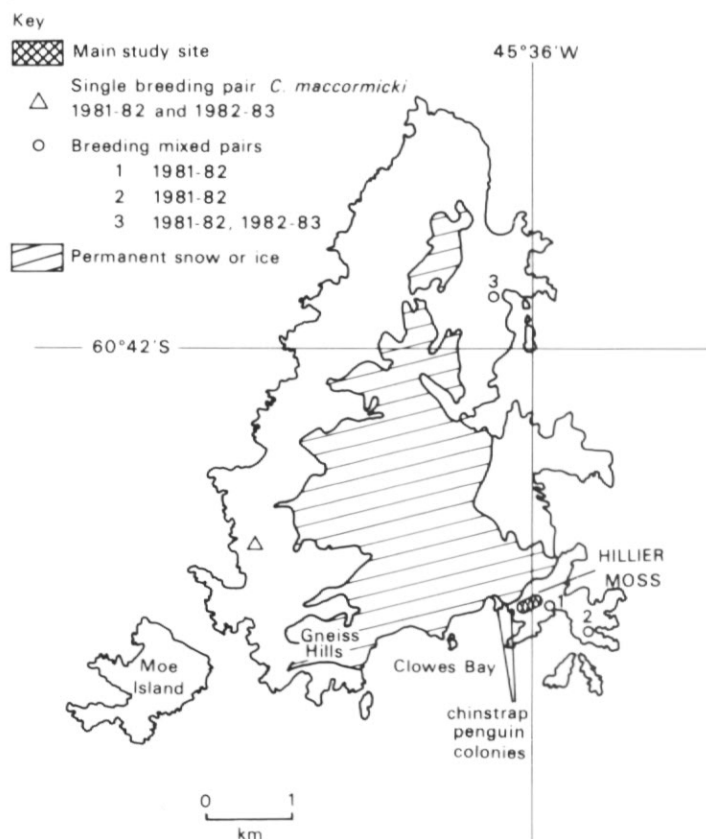 Key
Main study site
Single breeding pair C. maccormicki
1981-82 and 1982-83
Breeding mixed pairs
1 1981-82
2 1981-82
3 1981-82, 1982-83
Permanent snow or ice
45°36'W
3
60°42'S
HILLIER
MOSS
1
2
Gneiss
Hills
Clowes Bay
Moe
Island
chinstrap
penguin
colonies
0 1
km